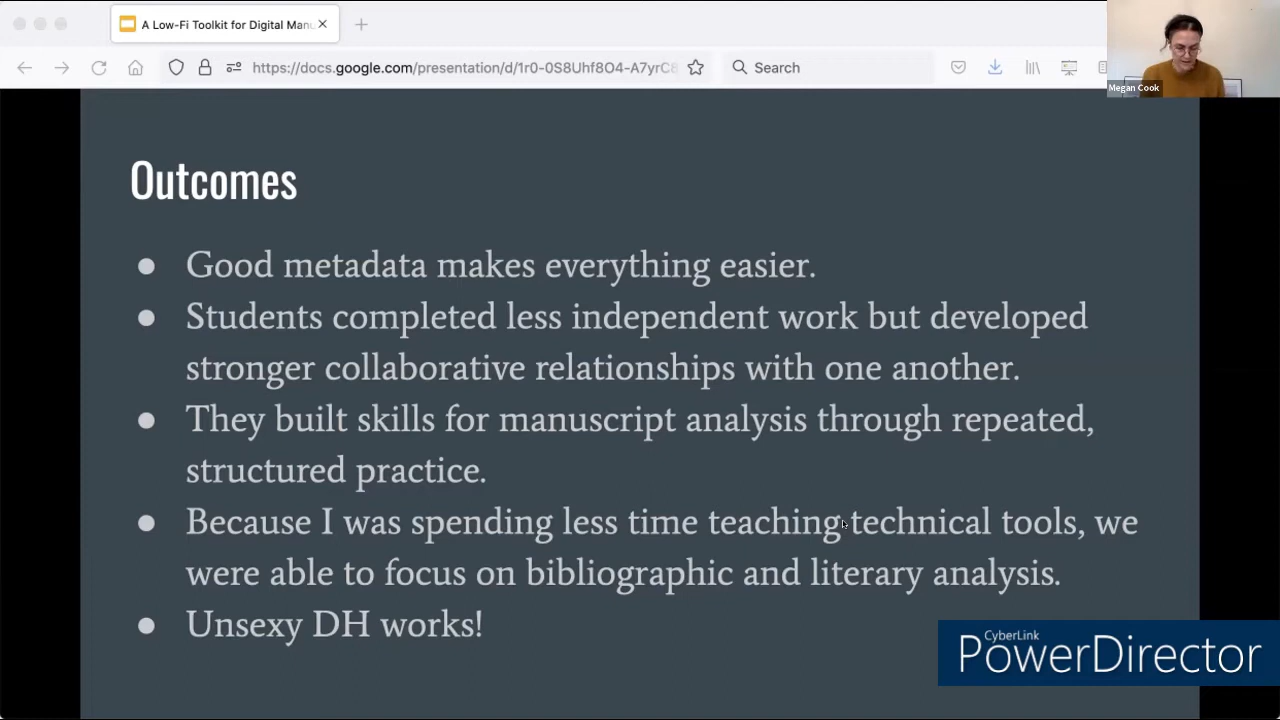 A Low-Fi Toolkit for Digital Manu
https://docs.google.com/presentation/d/1r0-0S8Uhf8O4-A7yrC8
Search
Megan Cook
Outcomes
● Good metadata makes everything easier.
● Students completed less independent work but developed
stronger collaborative relationships with one another.
● They built skills for manuscript analysis through repeated,
structured practice.
● Because I was spending less time teaching technical tools, we
were able to focus on bibliographic and literary analysis.
● Unsexy DH works!
CyberLink
PowerDirector